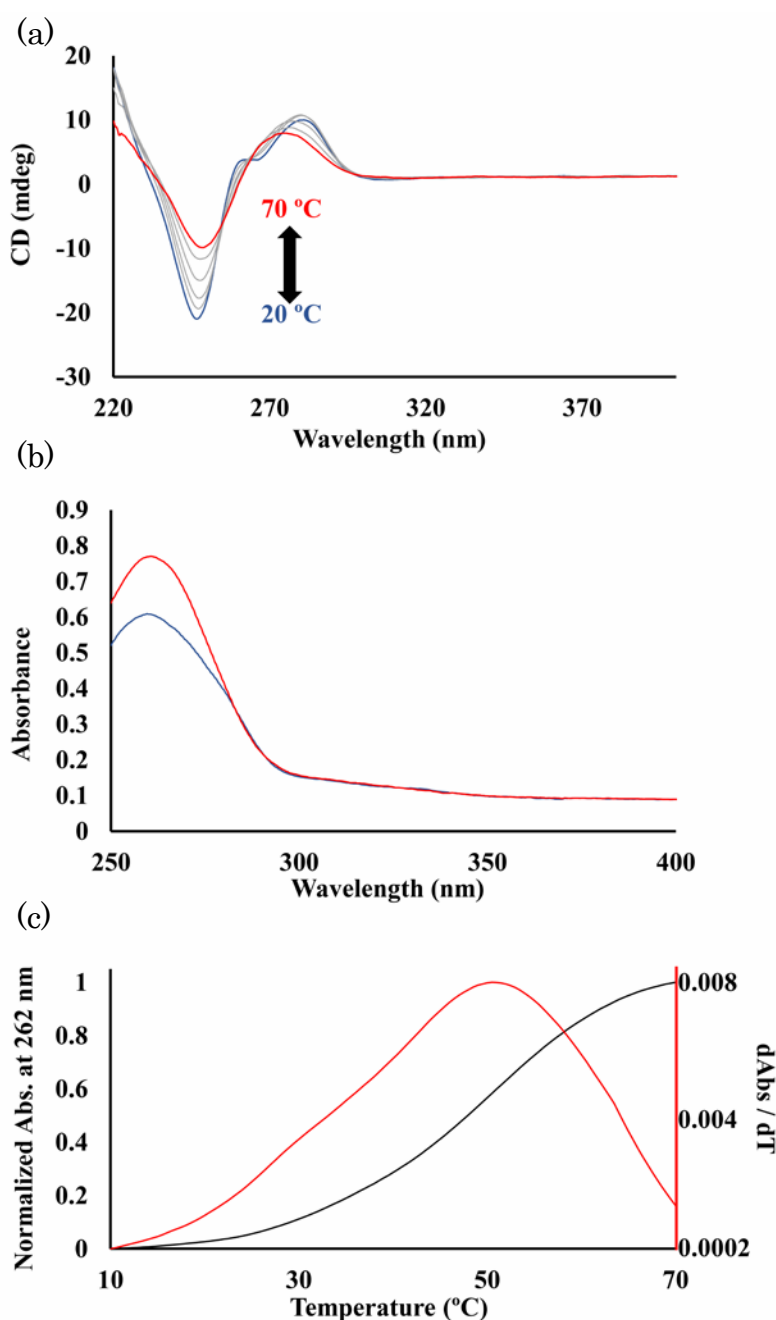 (a)
20
10
0
-10
-20
-30
CD (mdeg)
70 ºC
20 ºC
220 270 320 370
Wavelength (nm)
(b)
0.9
0.8
0.7
0.6
0.5
0.4
0.3
0.2
0.1
0
Absorbance
250 300 350 400
Wavelength (nm)
(c)
Normalized Abs. at 262 nm
1
0.8
0.6
0.4
0.2
0
0.008
0.004
0.0002
dAbs / dT
10 30 50 70
Temperature (ºC)